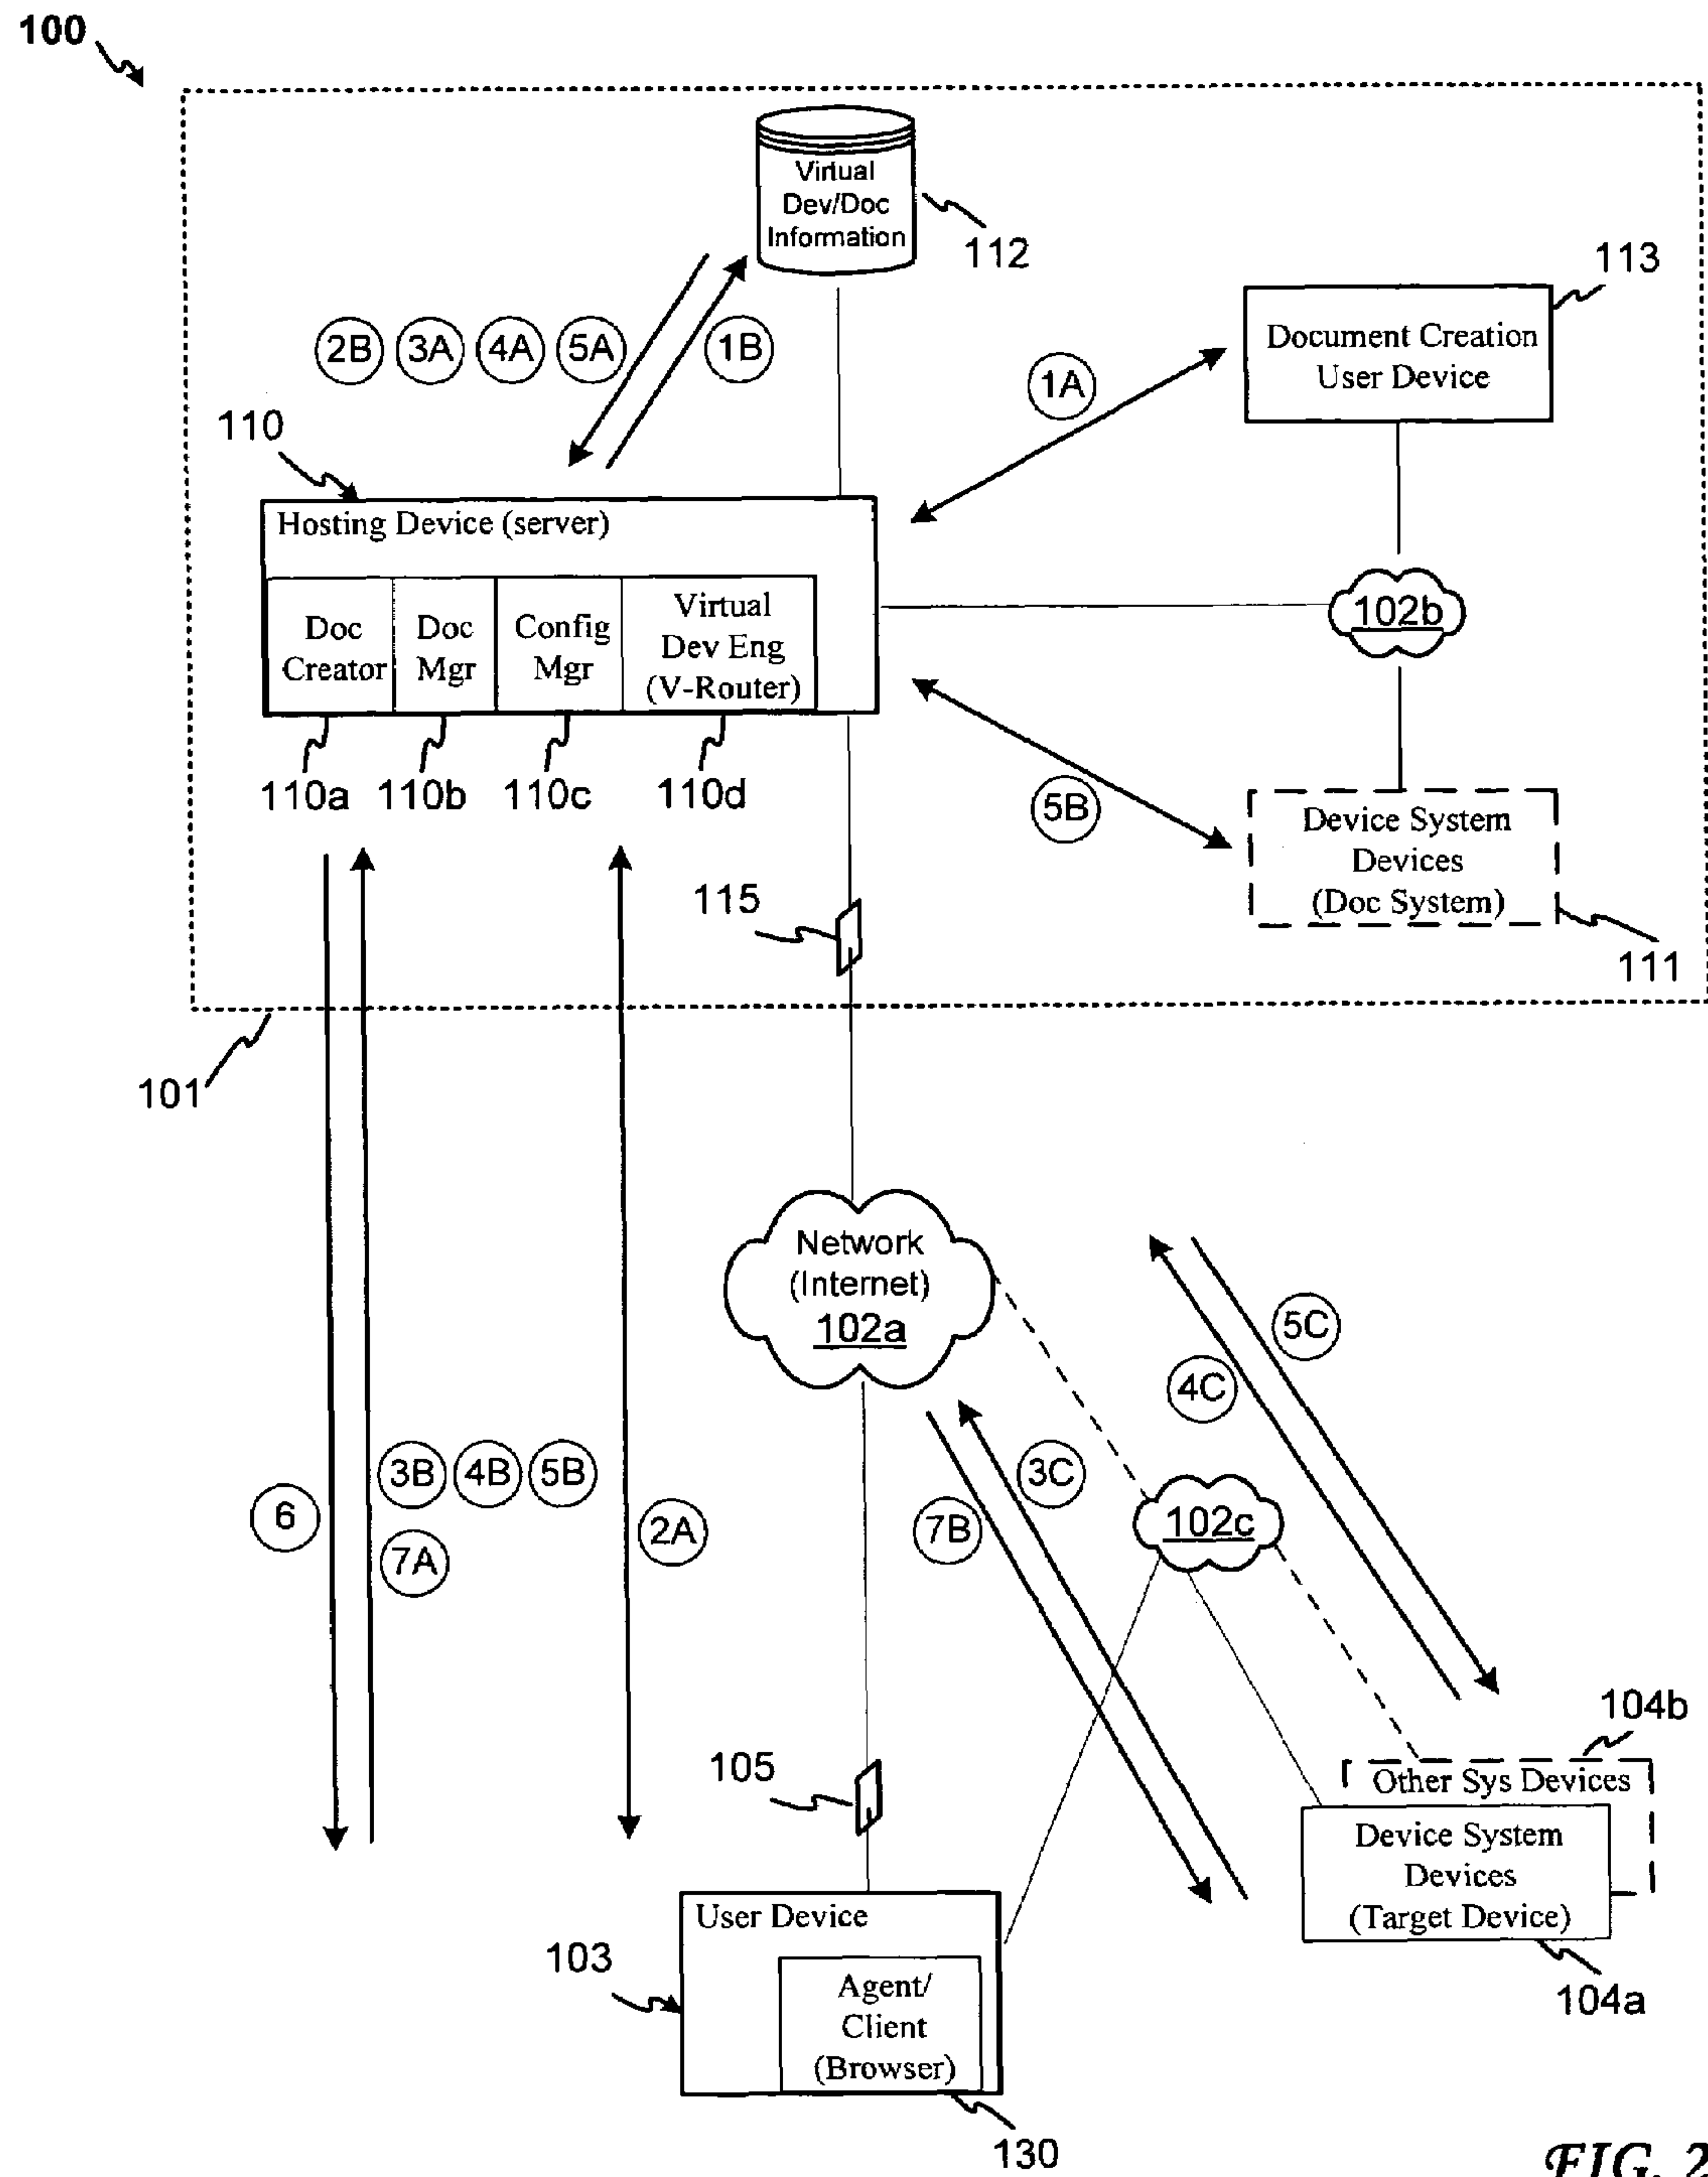 100
Virtual
Dev/Doc
Information
112
113
Document Creation
User Device
2B 3A 4A 5A 1B
1A
110
Hosting Device (server)
Doc
Creator
Doc
Mgr
Config
Mgr
Virtual
Dev Eng
(V-Router)
102b
110a 110b 110c 110d
5B
Device System
Devices
(Doc System)
115
111
101
Network
(Internet)
102a
5C
4C
3B 4B 5B
3C
6
7A
2A
7B
102c
104b
105
Other Sys Devices
Device System
Devices
(Target Device)
User Device
103
Agent/
Client
(Browser)
104a
130
FIG. 2